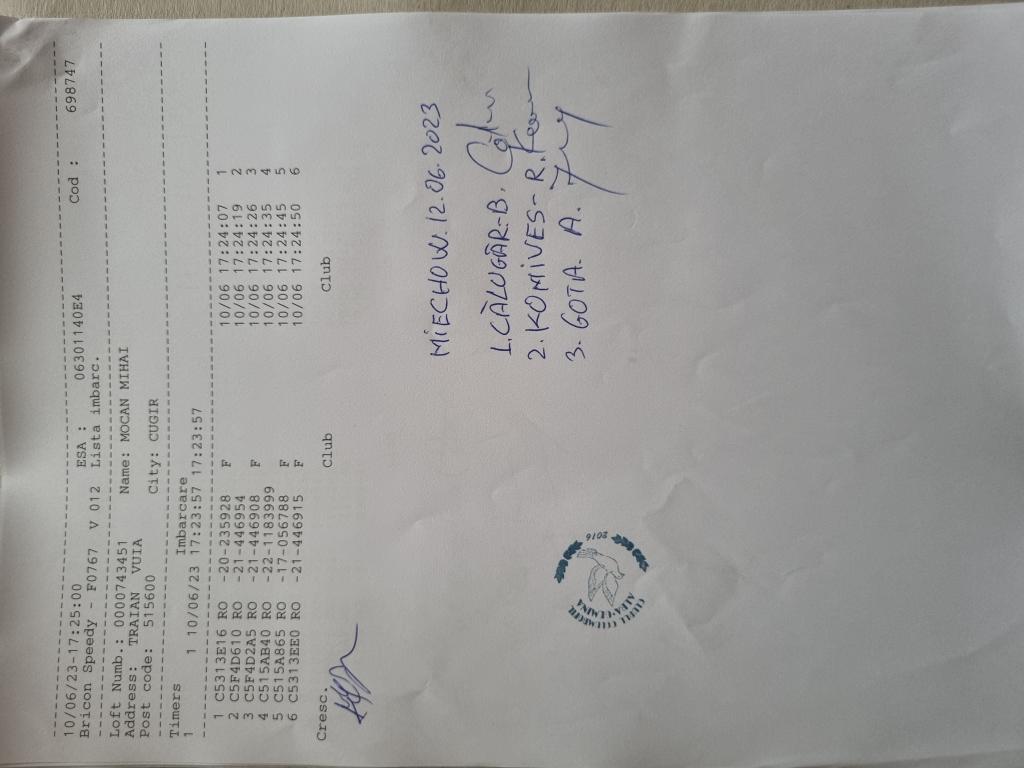 10/06/23-17:25:00
Bricon Speedy - F0767 V 012 ESA : 06301140E4 Lista imbarc. Cod : 698747
Loft Numb.: 0000743451 Name: MOCAN MIHAI
Address: TRAIAN VUIA
Post code: 515600 City: CUGIR
Timers Imbarcare
1 1 10/06/23 17:23:57 17:23:57
1 C5313E16 RO -20-235928 F 10/06 17:24:07 1
2 C5F4D610 RO -21-446954 10/06 17:24:19 2
3 C5F4D2A5 RO -21-446908 F 10/06 17:24:26 3
4 C515AB40 RO -22-1183999 10/06 17:24:35 4
5 C515A865 RO -17-056788 F 10/06 17:24:45 5
6 C5313EE0 RO -21-446915 F 10/06 17:24:50 6
Cresc. Club Club
MIECHOW.12.06.2023
1. CĂLUGĂR-B.
2. KOMIVES-R.
3. GOTIA A.
2016